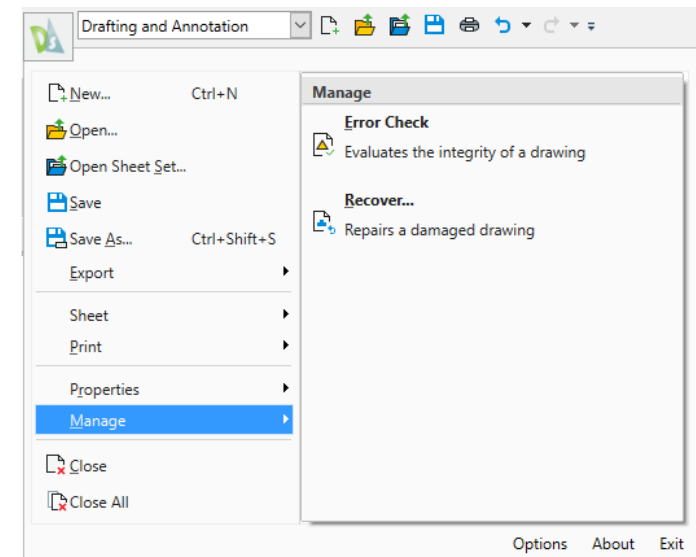 DS
Drafting and Annotation
New... Ctrl+N
Open...
Open Sheet Set...
Save
Save As... Ctrl+Shift+S
Export
Sheet
Print
Properties
Manage
Close
Close All
Manage
Error Check
Evaluates the integrity of a drawing
Recover...
Repairs a damaged drawing
Options About Exit